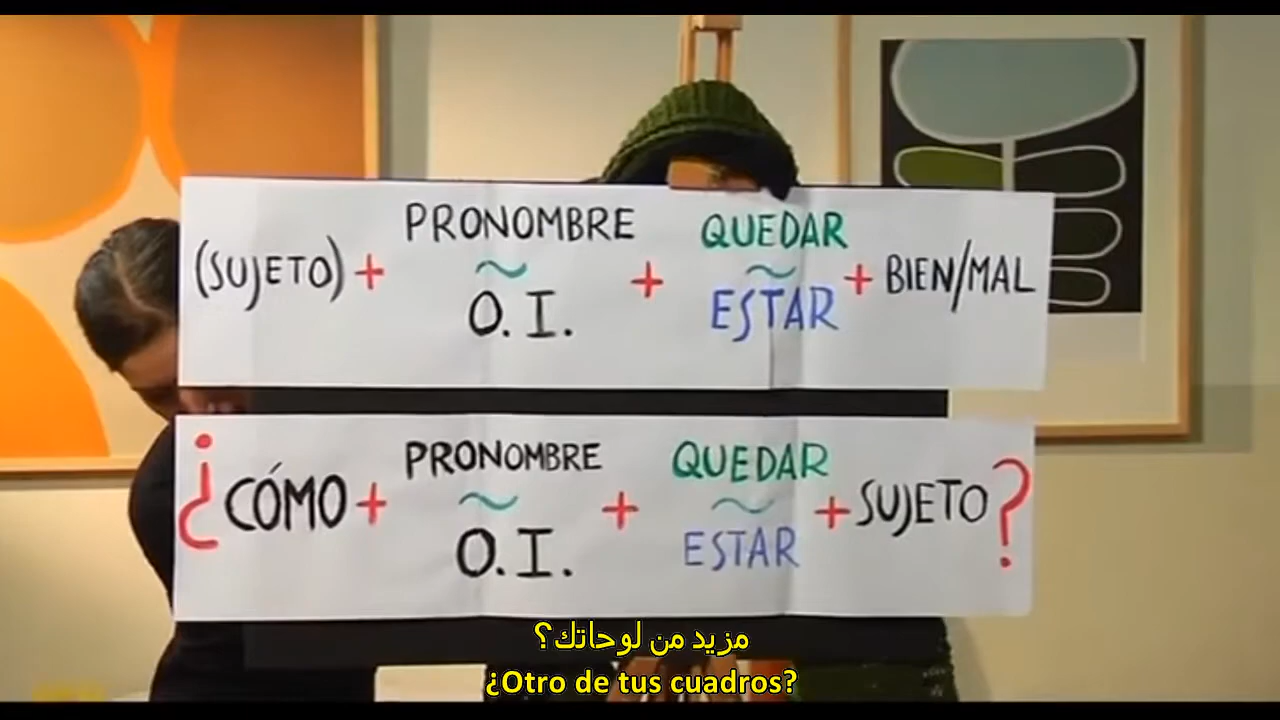 (SUJETO) + PRONOMBRE ~ O. I. + QUEDAR ~ ESTAR + BIEN/MAL
¿CÓMO + PRONOMBRE ~ O. I. + QUEDAR ~ ESTAR + SUJETO?
مزيد من لوحاتك؟
¿Otro de tus cuadros?